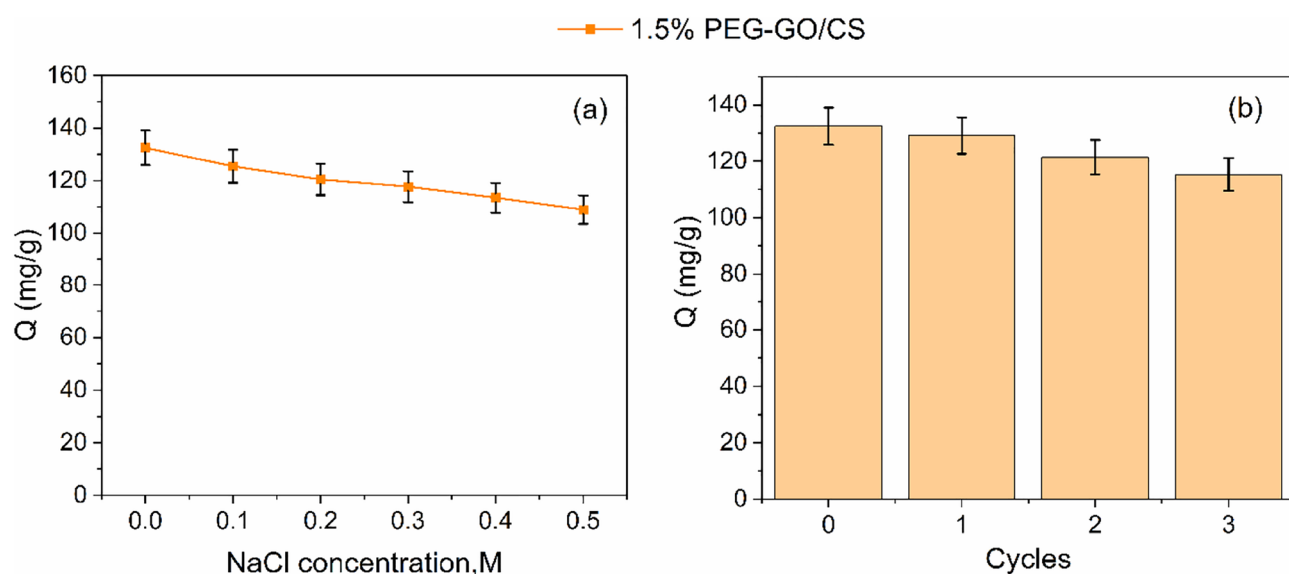 1.5% PEG-GO/CS
(a)
160
140
120
100
80
60
40
20
0
Q (mg/g)
0.0 0.1 0.2 0.3 0.4 0.5
NaCl concentration,M
(b)
140
120
100
80
60
40
20
0
Q (mg/g)
0 1 2 3
Cycles